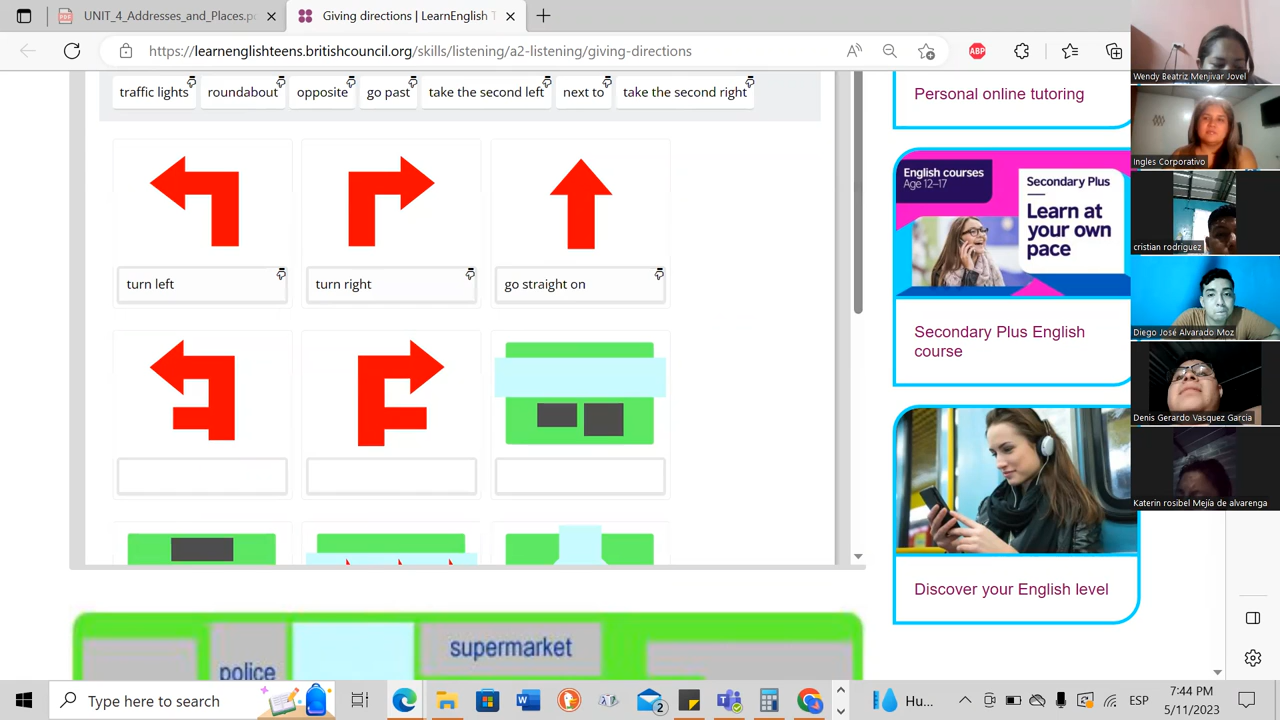 UNIT_4_Addresses_and_Places.p
Giving directions | LearnEnglish T
https://learnenglishteens.britishcouncil.org/skills/listening/a2-listening/giving-directions
ABP
traffic lights
roundabout
opposite
go past
take the second left
next to
take the second right
turn left
turn right
go straight on
police
supermarket
Personal online tutoring
English courses
Age 12–17
Secondary Plus
Learn at
your own
pace
Secondary Plus English
course
Discover your English level
Wendy Beatriz Menjivar Jovel
Ingles Corporativo
cristian rodriguez
Diego José Alvarado Moz
Denis Gerardo Vasquez Garcia
Katerin rosibel Mejía de alvarenga
Type here to search
2
Hu...
ESP
7:44 PM
5/11/2023